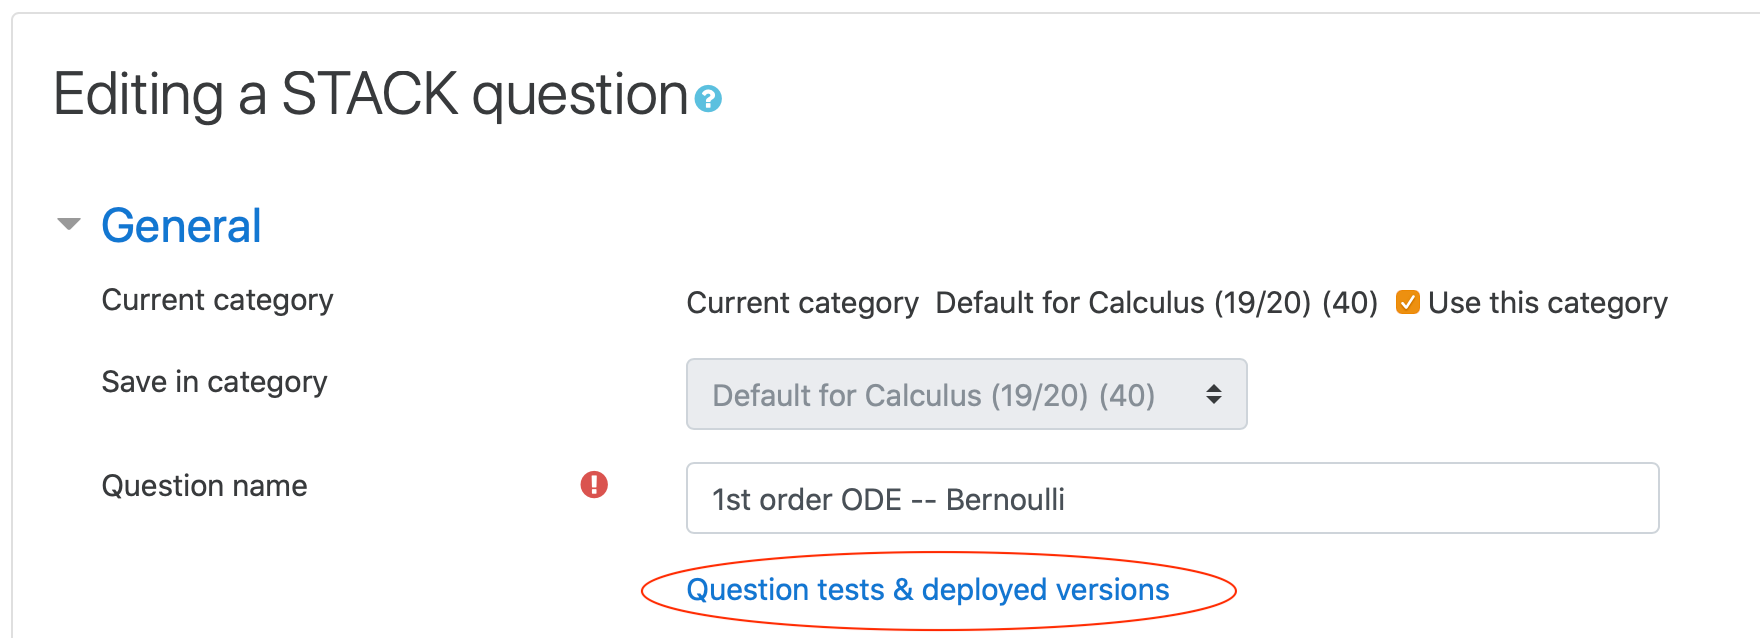 Editing a STACK question
General
Current category
Current category Default for Calculus (19/20) (40) Use this category
Save in category
Default for Calculus (19/20) (40)
Question name
1st order ODE -- Bernoulli
Question tests & deployed versions